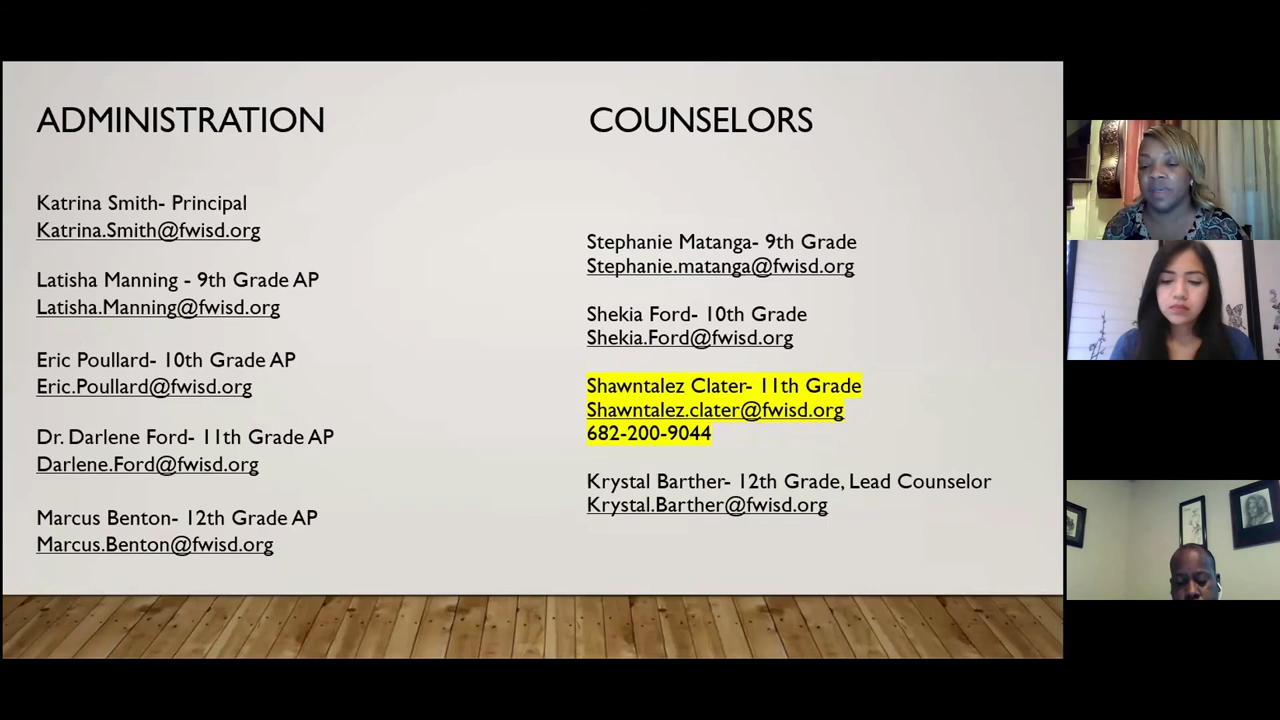 ADMINISTRATION
Katrina Smith- Principal
Katrina.Smith@fwisd.org
Latisha Manning - 9th Grade AP
Latisha.Manning@fwisd.org
Eric Poullard- 10th Grade AP
Eric.Poullard@fwisd.org
Dr. Darlene Ford- 11th Grade AP
Darlene.Ford@fwisd.org
Marcus Benton- 12th Grade AP
Marcus.Benton@fwisd.org
COUNSELORS
Stephanie Matanga- 9th Grade
Stephanie.matanga@fwisd.org
Shekia Ford- 10th Grade
Shekia.Ford@fwisd.org
Shawntalez Clater- 11th Grade
Shawntalez.clater@fwisd.org
682-200-9044
Krystal Barther- 12th Grade, Lead Counselor
Krystal.Barther@fwisd.org